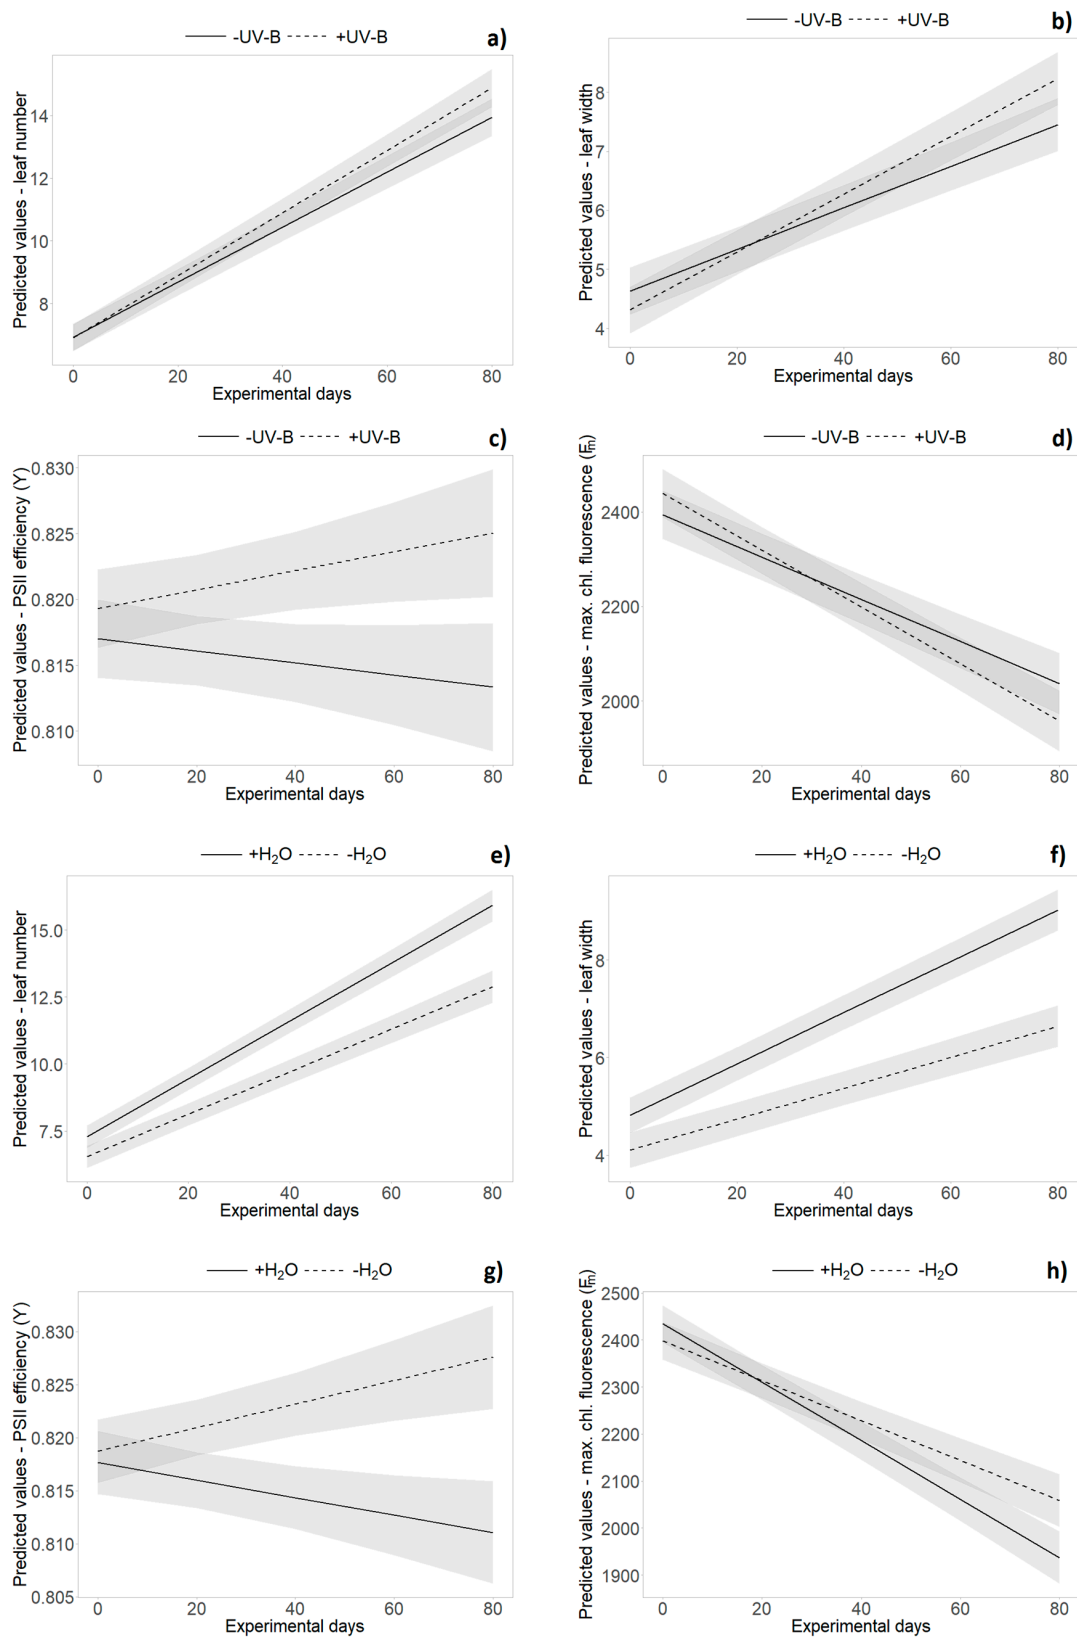 -UV-B +UV-B a)
Predicted values - leaf number
14
12
10
8
0 20 40 60 80
Experimental days
-UV-B +UV-B b)
Predicted values - leaf width
8
7
6
5
4
0 20 40 60 80
Experimental days
-UV-B +UV-B c)
Predicted values - PSII efficiency (Y)
0.830
0.825
0.820
0.815
0.810
0 20 40 60 80
Experimental days
-UV-B +UV-B d)
Predicted values - max. chl. fluorescence (Fm)
2400
2200
2000
0 20 40 60 80
Experimental days
+H₂O -H₂O e)
Predicted values - leaf number
15.0
12.5
10.0
7.5
0 20 40 60 80
Experimental days
+H₂O -H₂O f)
Predicted values - leaf width
8
6
4
0 20 40 60 80
Experimental days
+H₂O -H₂O g)
Predicted values - PSII efficiency (Y)
0.830
0.825
0.820
0.815
0.810
0.805
0 20 40 60 80
Experimental days
+H₂O -H₂O h)
Predicted values - max. chl. fluorescence (Fm)
2500
2400
2300
2200
2100
2000
1900
0 20 40 60 80
Experimental days